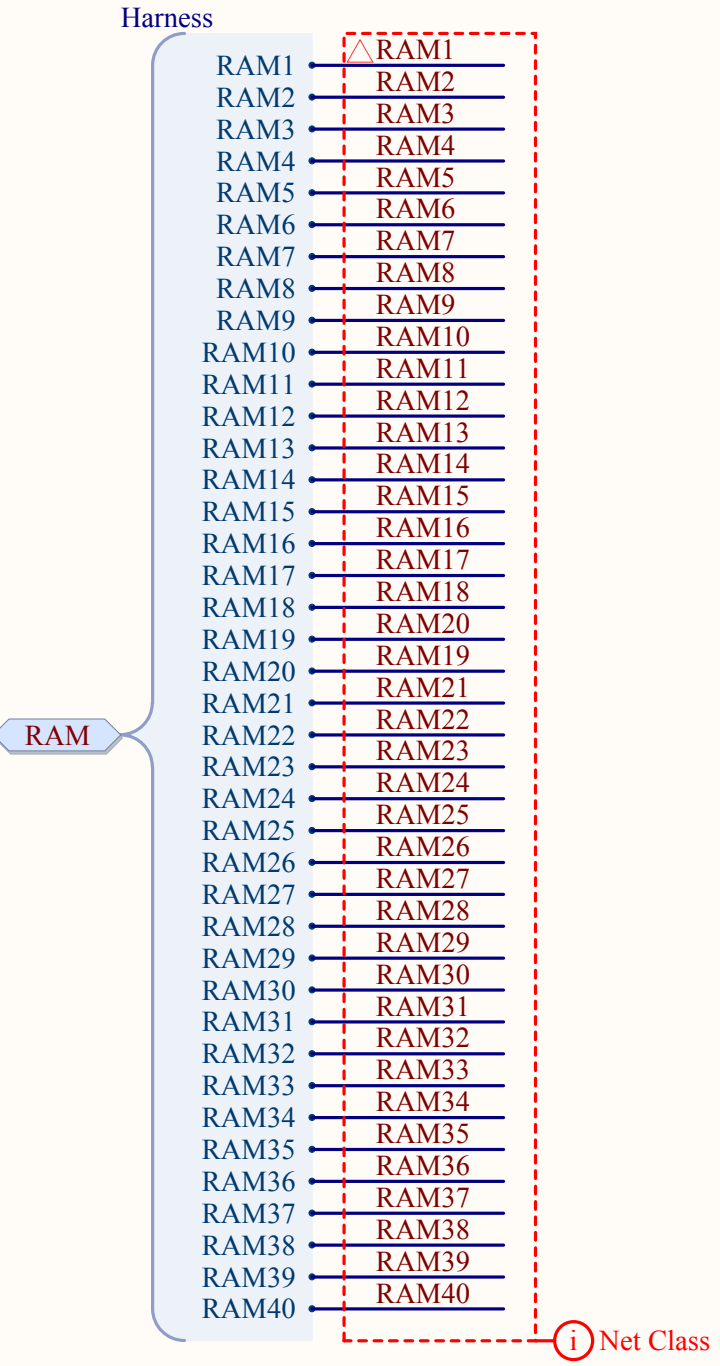 Harness
RAM1 RAM1
RAM2 RAM2
RAM3 RAM3
RAM4 RAM4
RAM5 RAM5
RAM6 RAM6
RAM7 RAM7
RAM8 RAM8
RAM9 RAM9
RAM10 RAM10
RAM11 RAM11
RAM12 RAM12
RAM13 RAM13
RAM14 RAM14
RAM15 RAM15
RAM16 RAM16
RAM17 RAM17
RAM18 RAM18
RAM19 RAM20
RAM20 RAM19
RAM21 RAM21
RAM RAM22 RAM22
RAM23 RAM23
RAM24 RAM24
RAM25 RAM25
RAM26 RAM26
RAM27 RAM27
RAM28 RAM28
RAM29 RAM29
RAM30 RAM30
RAM31 RAM31
RAM32 RAM32
RAM33 RAM33
RAM34 RAM34
RAM35 RAM35
RAM36 RAM36
RAM37 RAM37
RAM38 RAM38
RAM39 RAM39
RAM40 RAM40
i Net Class